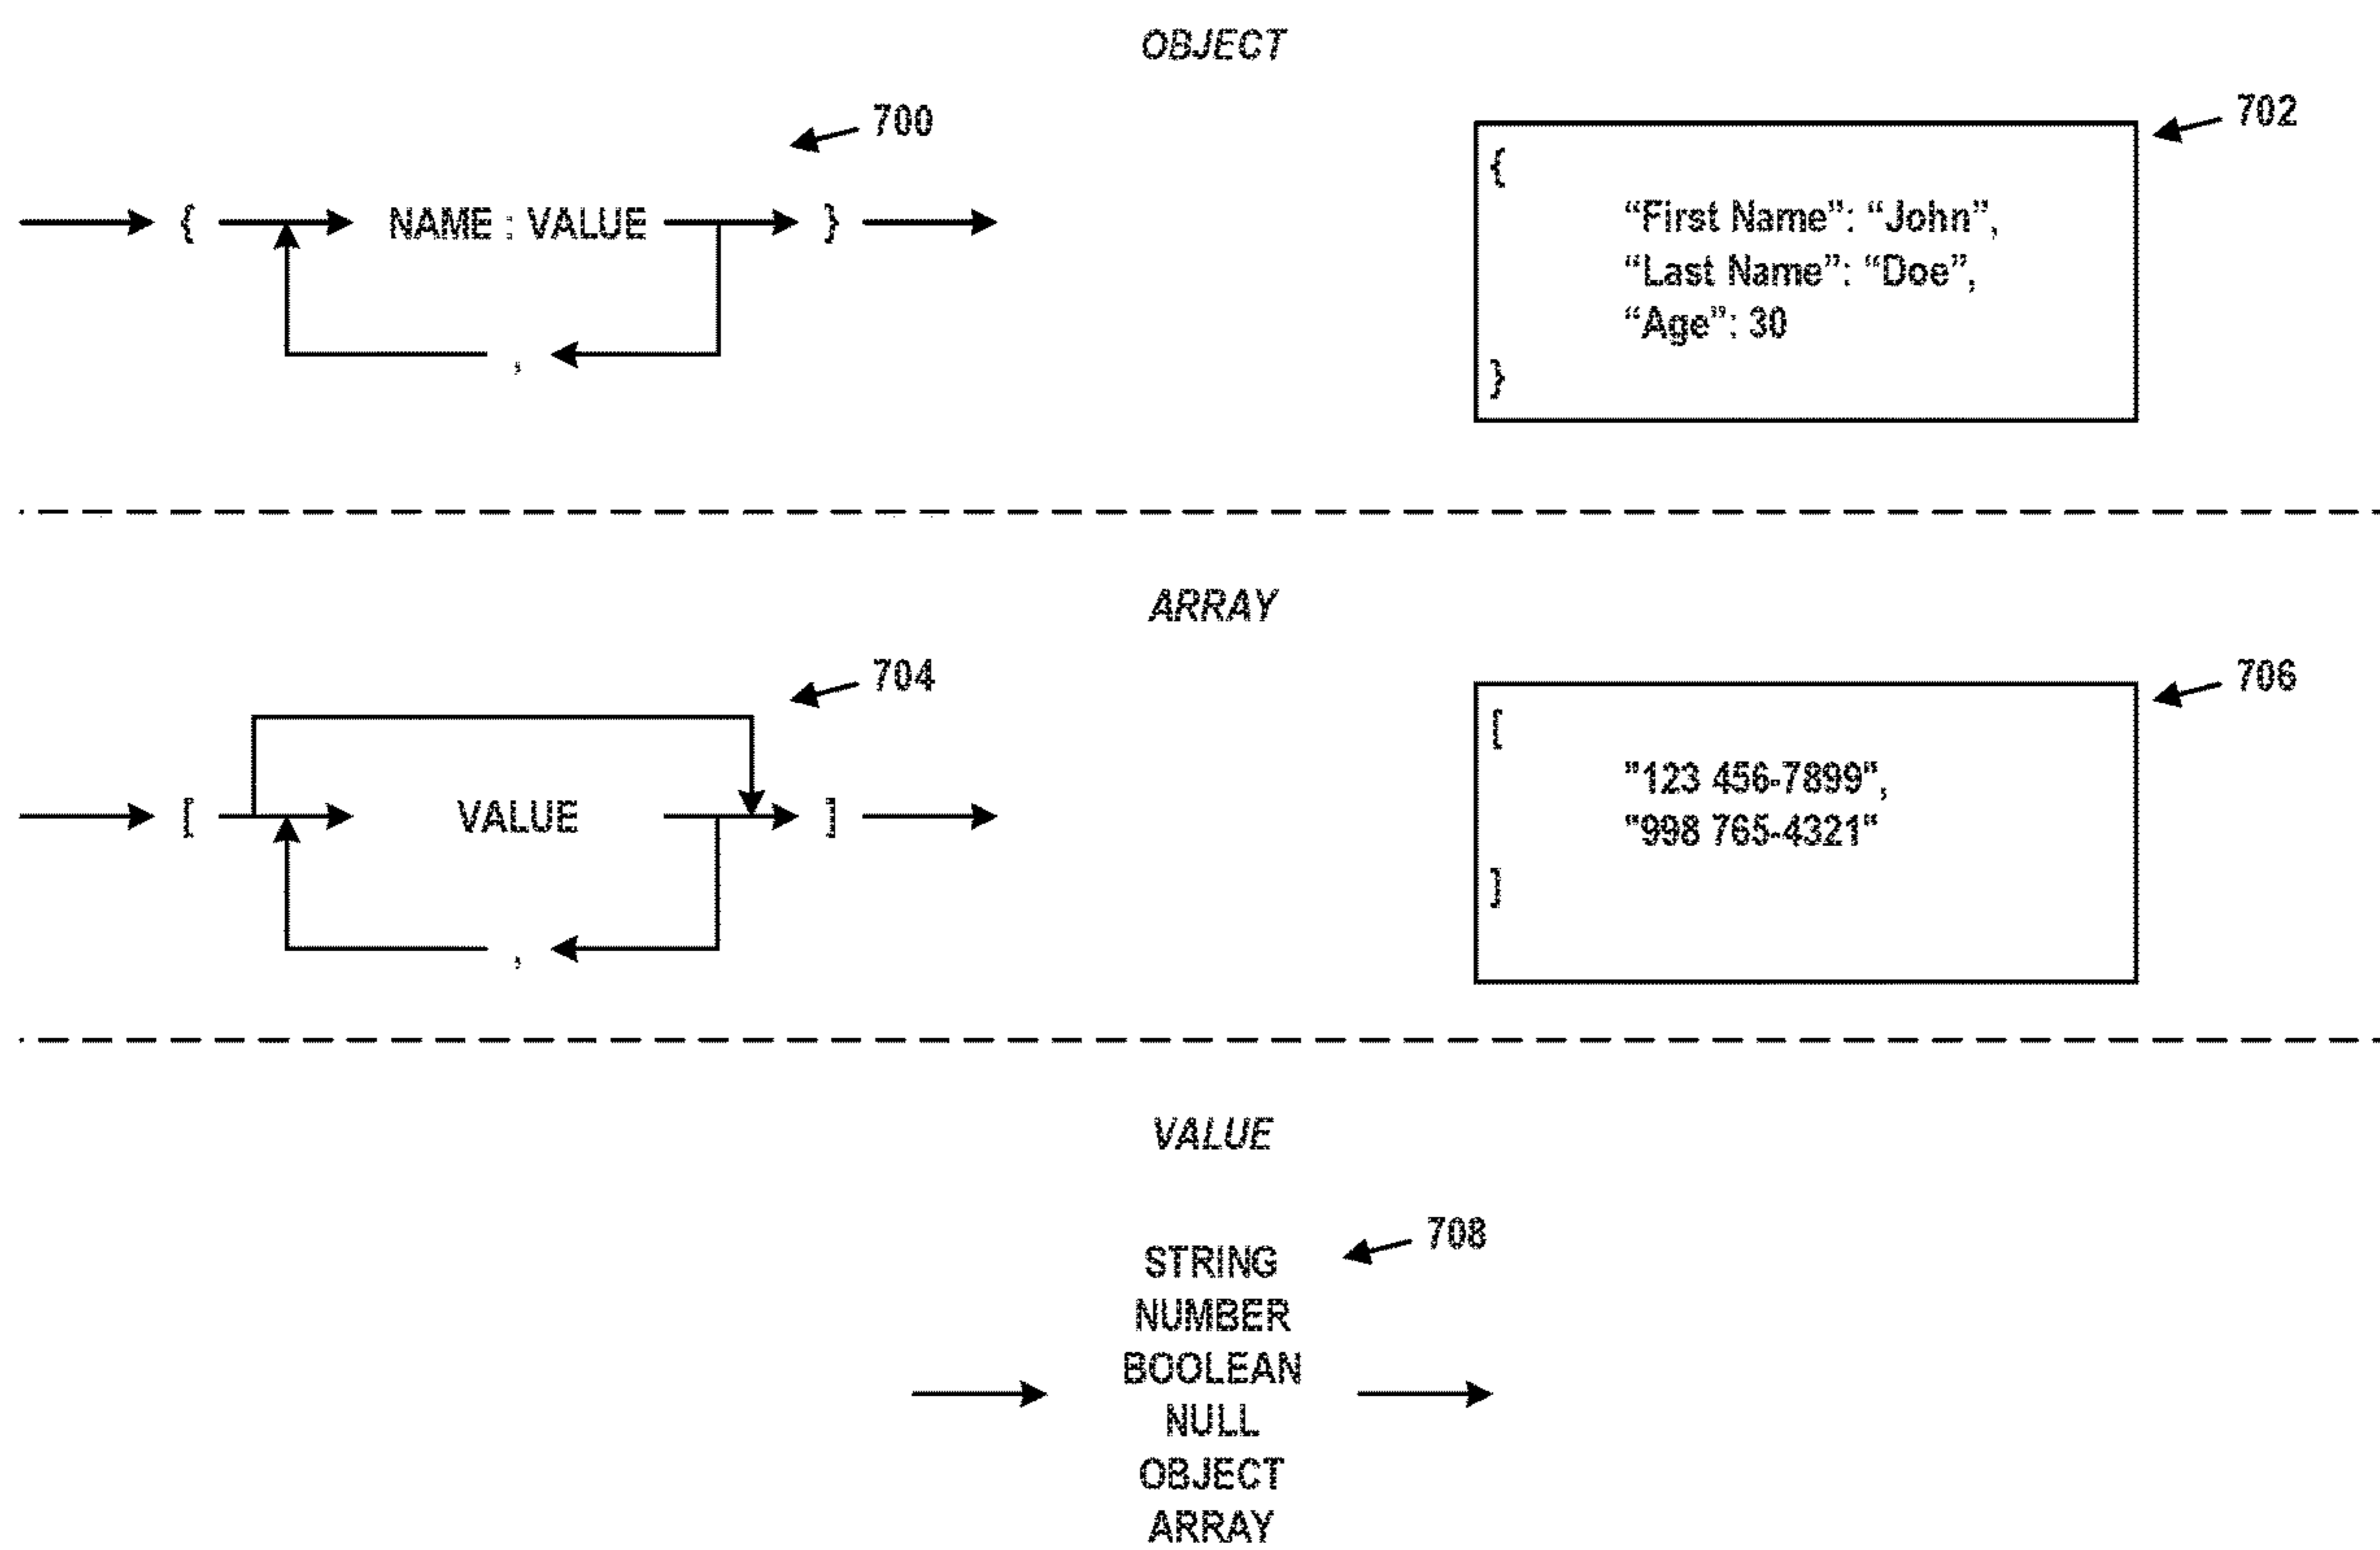 OBJECT
700
{ NAME : VALUE }
,
702
{
“First Name”: “John”,
“Last Name”: “Doe”,
“Age”: 30
}
ARRAY
704
[ VALUE ]
,
706
[
"123 456-7899",
"998 765-4321"
]
VALUE
708
STRING
NUMBER
BOOLEAN
NULL
OBJECT
ARRAY